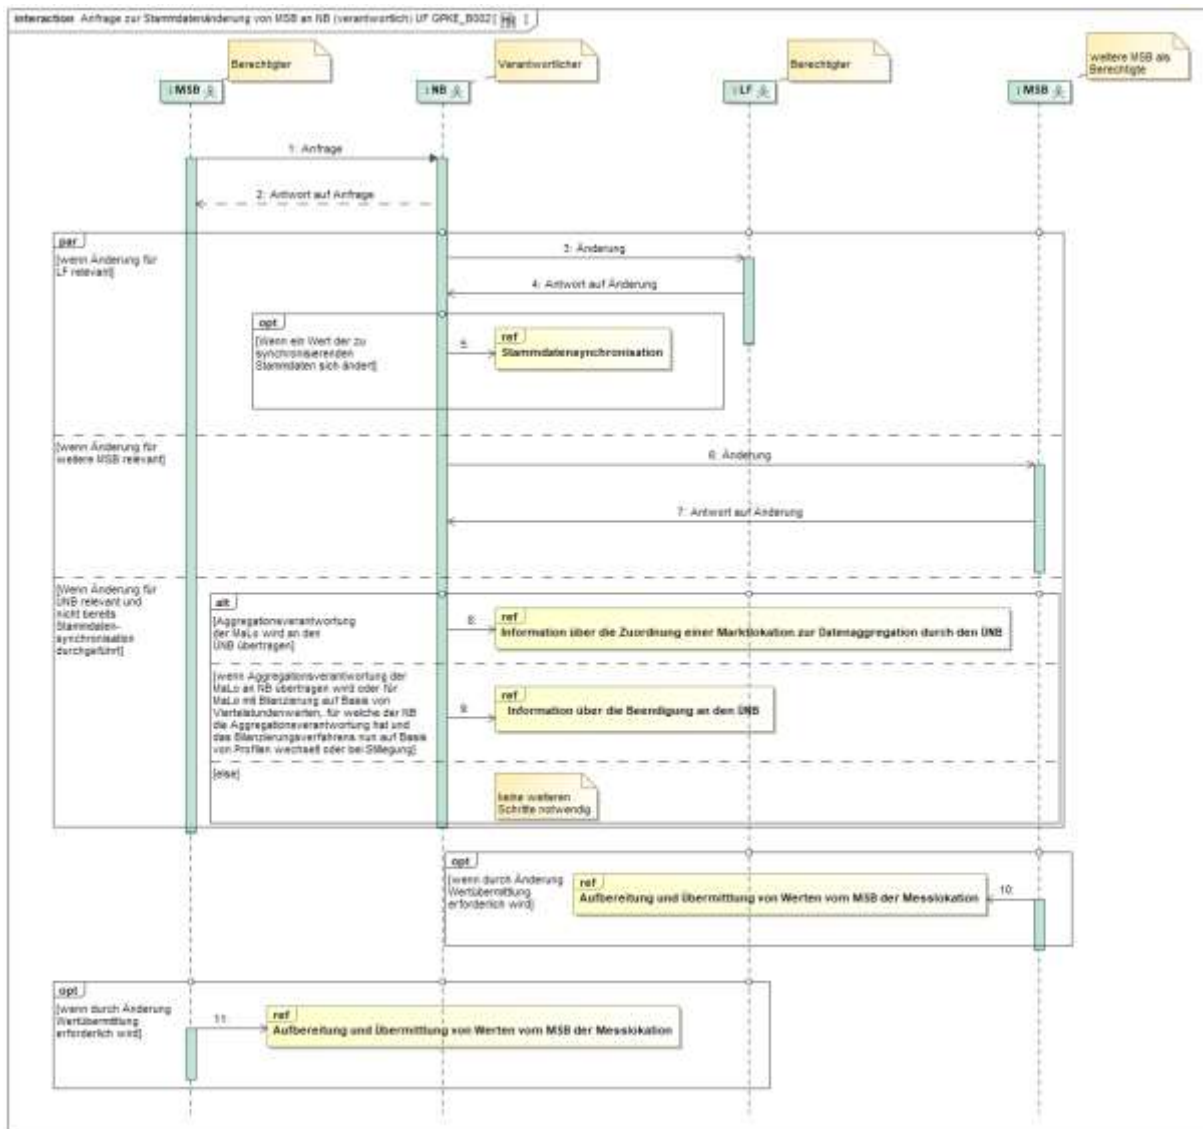 interaction Anfrage zur Stammdatenänderung von MSB an NB (verantwortlich) UF GPKE_B002
Berechtigter
Verantwortlicher
Berechtigter
weitere MSB als
Berechtigte
: MSB
: NB
: LF
: MSB
1: Anfrage
2: Antwort auf Anfrage
par
[wenn Änderung für
LF relevant]
3: Änderung
4: Antwort auf Änderung
opt
[Wenn ein Wert der zu
synchronisierenden
Stammdaten sich ändert]
5:
ref
Stammdatensynchronisation
[wenn Änderung für
weitere MSB relevant]
6: Änderung
7: Antwort auf Änderung
[Wenn Änderung für
ÜNB relevant und
nicht bereits
Stammdaten-
synchronisation
durchgeführt]
alt
[Aggregationsverantwortung
der MaLo wird an den
ÜNB übertragen]
8:
ref
Information über die Zuordnung einer Marktlokation zur Datenaggregation durch den ÜNB
[wenn Aggregationsverantwortung der
MaLo an NB übertragen wird oder für
MaLo mit Bilanzierung auf Basis von
Viertelstundenwerten, für welche der NB
die Aggregationsverantwortung hat und
das Bilanzierungsverfahrens nun auf Basis
von Profilen wechselt oder bei Stilllegung]
9:
ref
Information über die Beendigung an den ÜNB
[else]
keine weiteren
Schritte notwendig
opt
[wenn durch Änderung
Wertübermittlung
erforderlich wird]
ref
Aufbereitung und Übermittlung von Werten vom MSB der Messlokation
10:
opt
[wenn durch Änderung
Wertübermittlung
erforderlich wird]
11:
ref
Aufbereitung und Übermittlung von Werten vom MSB der Messlokation